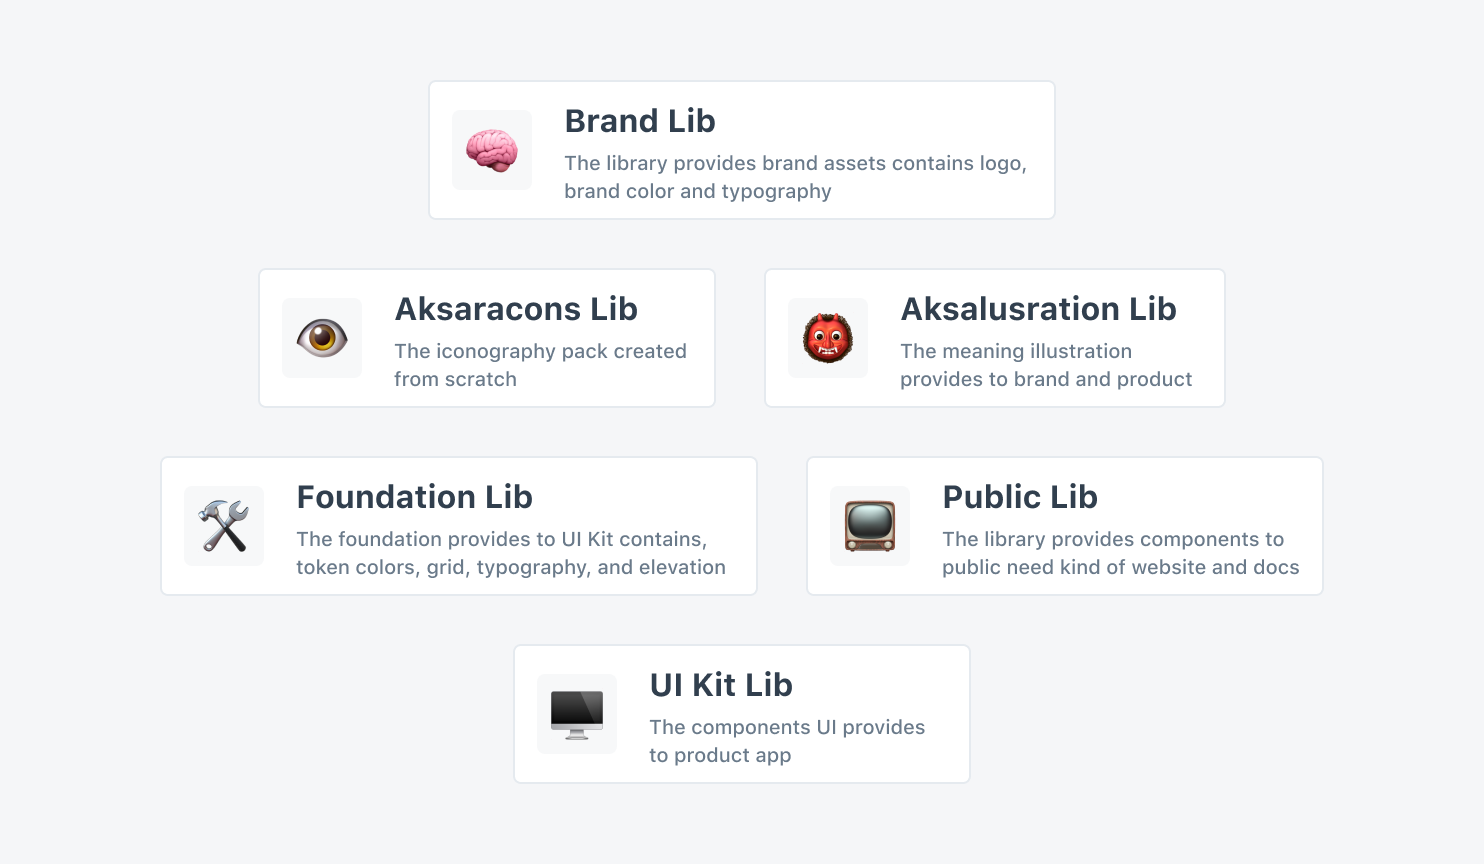 Brand Lib
The library provides brand assets contains logo,
brand color and typography
Aksaracons Lib
The iconography pack created
from scratch
Aksalusration Lib
The meaning illustration
provides to brand and product
Foundation Lib
The foundation provides to UI Kit contains,
token colors, grid, typography, and elevation
Public Lib
The library provides components to
public need kind of website and docs
UI Kit Lib
The components UI provides
to product app